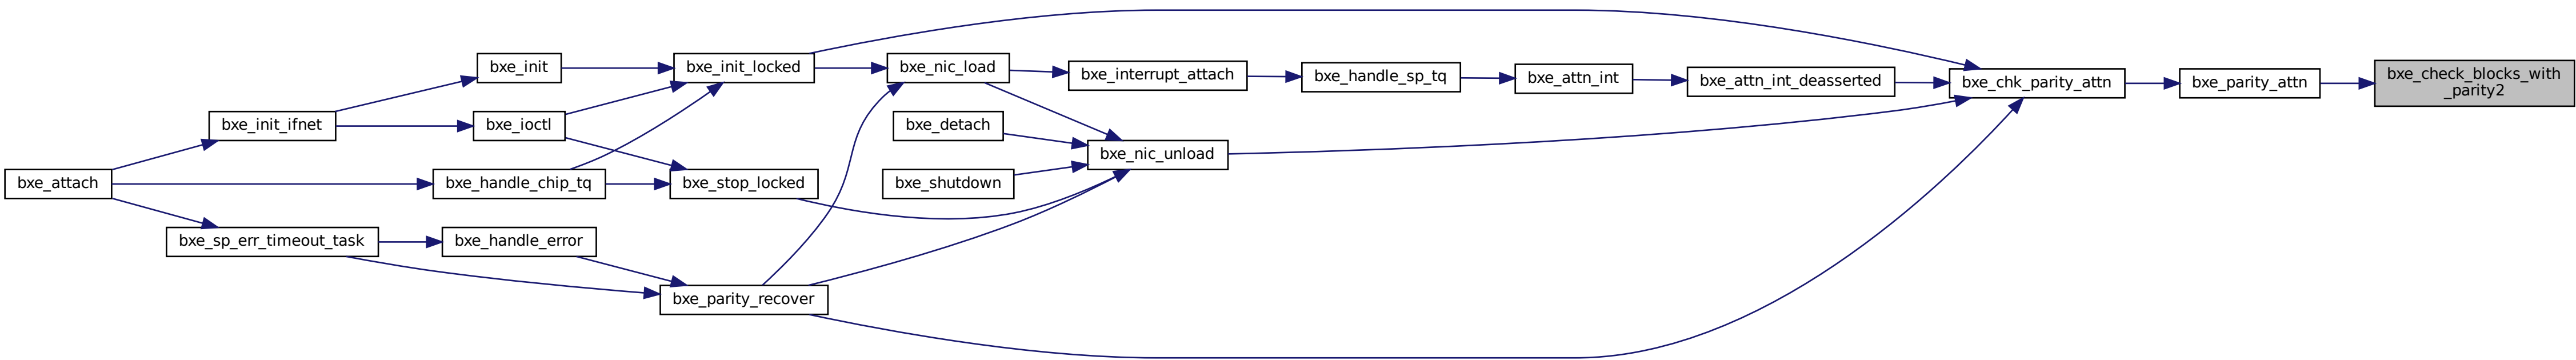 bxe_attach
bxe_init_ifnet
bxe_sp_err_timeout_task
bxe_init
bxe_ioctl
bxe_handle_chip_tq
bxe_handle_error
bxe_init_locked
bxe_stop_locked
bxe_parity_recover
bxe_nic_load
bxe_detach
bxe_shutdown
bxe_interrupt_attach
bxe_nic_unload
bxe_handle_sp_tq
bxe_attn_int
bxe_attn_int_deasserted
bxe_chk_parity_attn
bxe_parity_attn
bxe_check_blocks_with
_parity2